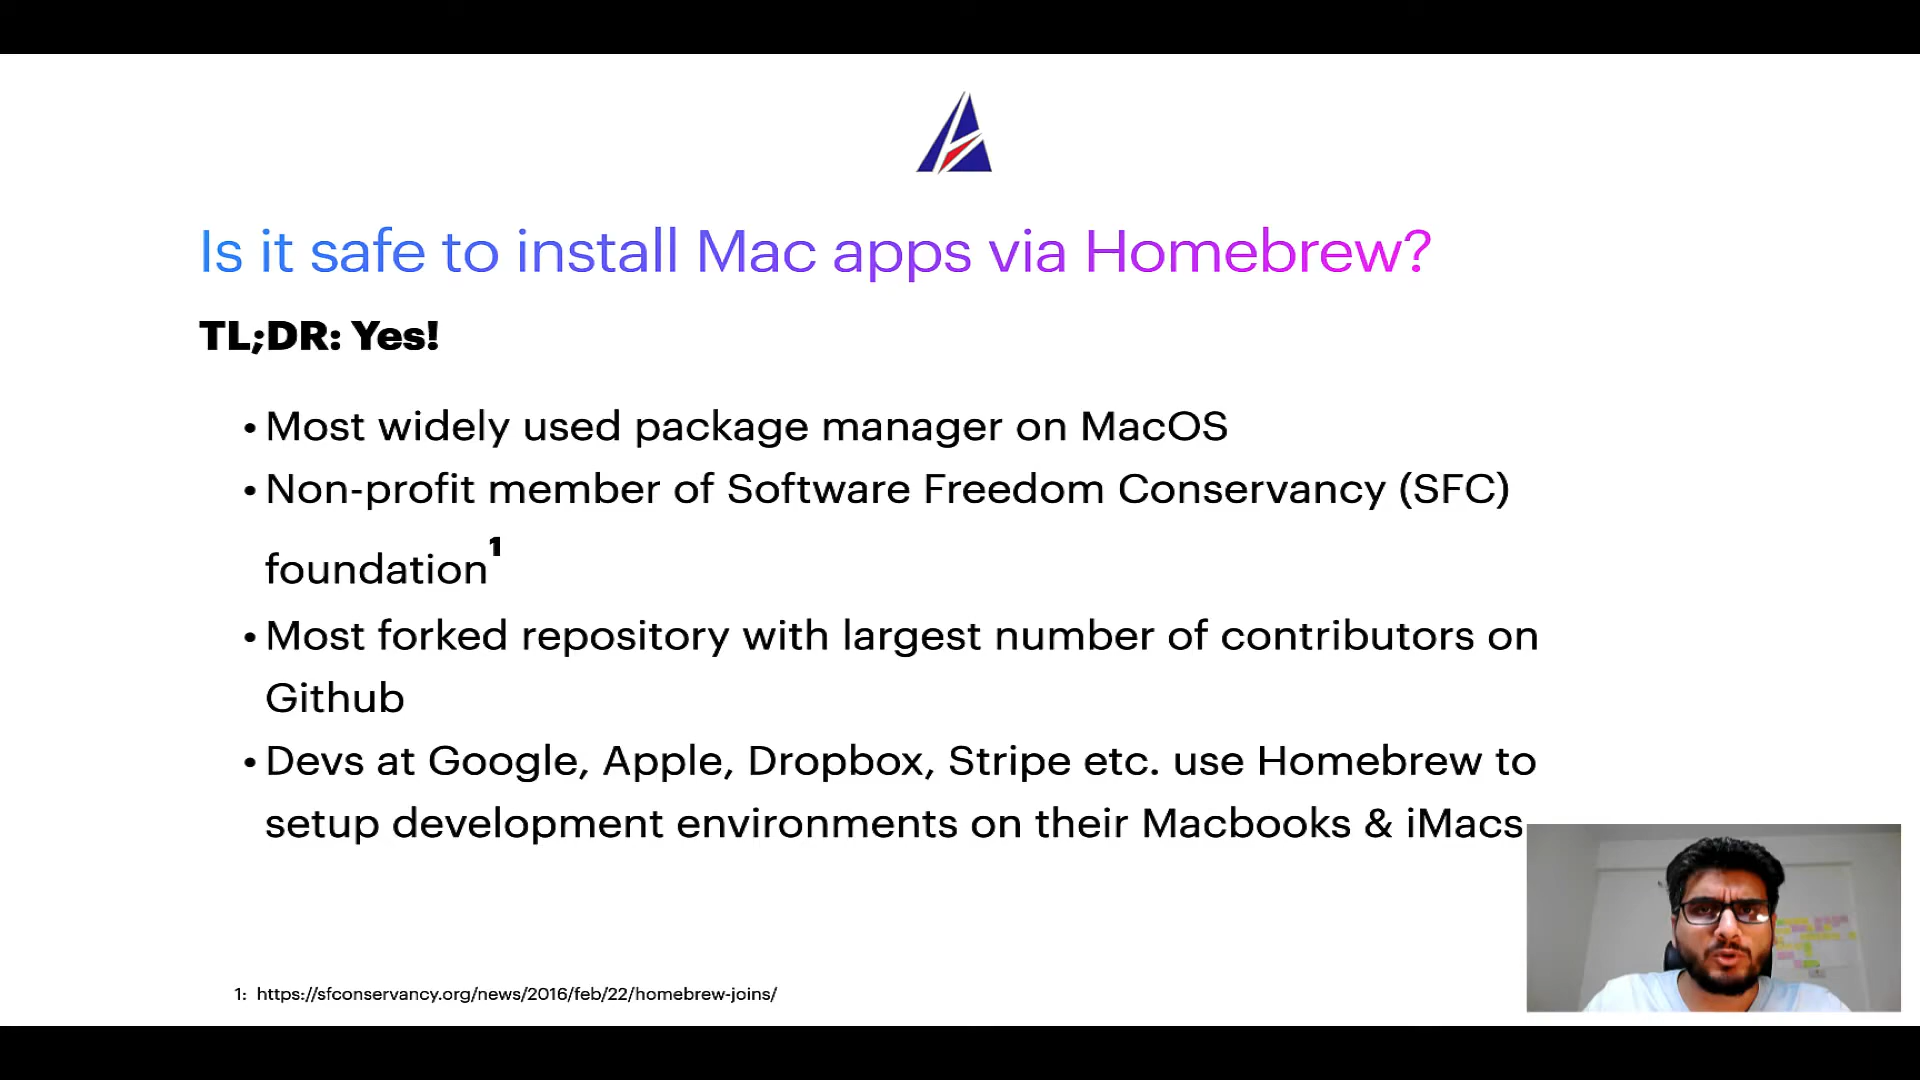 Is it safe to install Mac apps via Homebrew?
TL;DR: Yes!
• Most widely used package manager on MacOS
• Non-profit member of Software Freedom Conservancy (SFC)
foundation1
• Most forked repository with largest number of contributors on
Github
• Devs at Google, Apple, Dropbox, Stripe etc. use Homebrew to
setup development environments on their Macbooks & iMacs
1: https://sfconservancy.org/news/2016/feb/22/homebrew-joins/